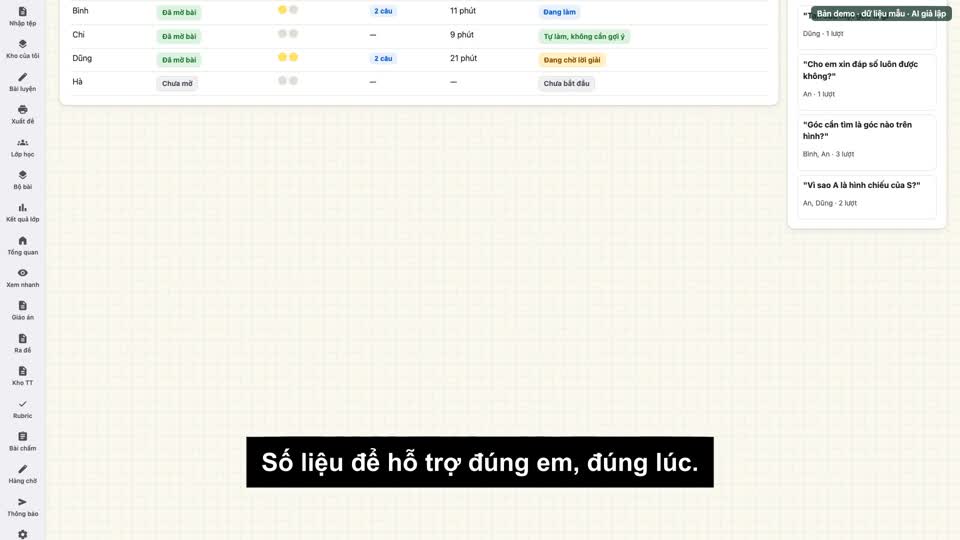 Nhập tệp
Kho của tôi
Bài luyện
Xuất đề
Lớp học
Bộ bài
Kết quả lớp
Tổng quan
Xem nhanh
Giáo án
Ra đề
Kho TT
Rubric
Bài chấm
Hàng chờ
Thông báo
Bình Đã mở bài 2 câu 11 phút Đang làm
Chi Đã mở bài — 9 phút Tự làm, không cần gợi ý
Dũng Đã mở bài 2 câu 21 phút Đang chờ lời giải
Hà Chưa mở — — Chưa bắt đầu
Bản demo · dữ liệu mẫu · AI giả lập
Dũng · 1 lượt
"Cho em xin đáp số luôn được
không?"
An · 1 lượt
"Góc cần tìm là góc nào trên
hình?"
Bình, An · 3 lượt
"Vì sao A là hình chiếu của S?"
An, Dũng · 2 lượt
Số liệu để hỗ trợ đúng em, đúng lúc.